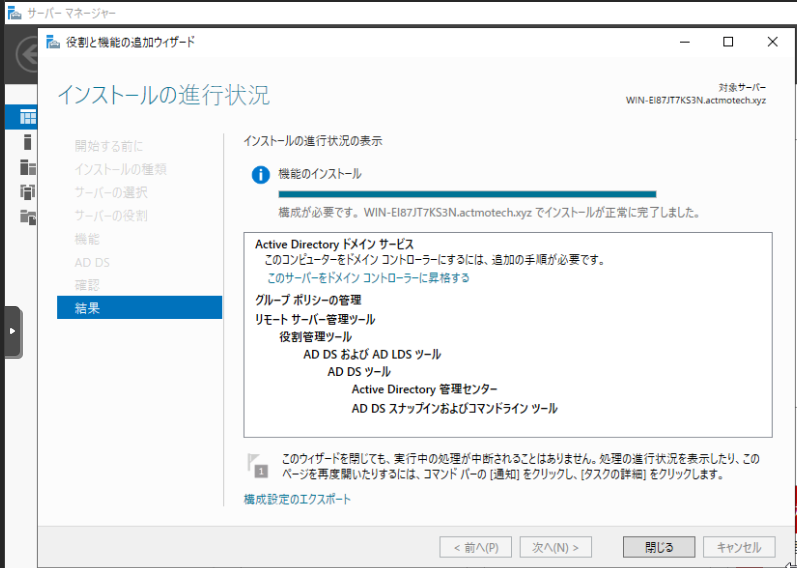 サーバー マネージャー
役割と機能の追加ウィザード
インストールの進行状況
対象サーバー
WIN-EI87JT7KS3N.actmotech.xyz
開始する前に
インストールの種類
サーバーの選択
サーバーの役割
機能
AD DS
確認
結果
インストールの進行状況の表示
機能のインストール
構成が必要です。WIN-EI87JT7KS3N.actmotech.xyz でインストールが正常に完了しました。
Active Directory ドメイン サービス
このコンピューターをドメイン コントローラーにするには、追加の手順が必要です。
このサーバーをドメイン コントローラーに昇格する
グループ ポリシーの管理
リモート サーバー管理ツール
役割管理ツール
AD DS および AD LDS ツール
AD DS ツール
Active Directory 管理センター
AD DS スナップインおよびコマンドライン ツール
1
このウィザードを閉じても、実行中の処理が中断されることはありません。処理の進行状況を表示したり、この
ページを再度開いたりするには、コマンド バーの [通知] をクリックし、[タスクの詳細] をクリックします。
構成設定のエクスポート
< 前へ(P)
次へ(N) >
閉じる
キャンセル